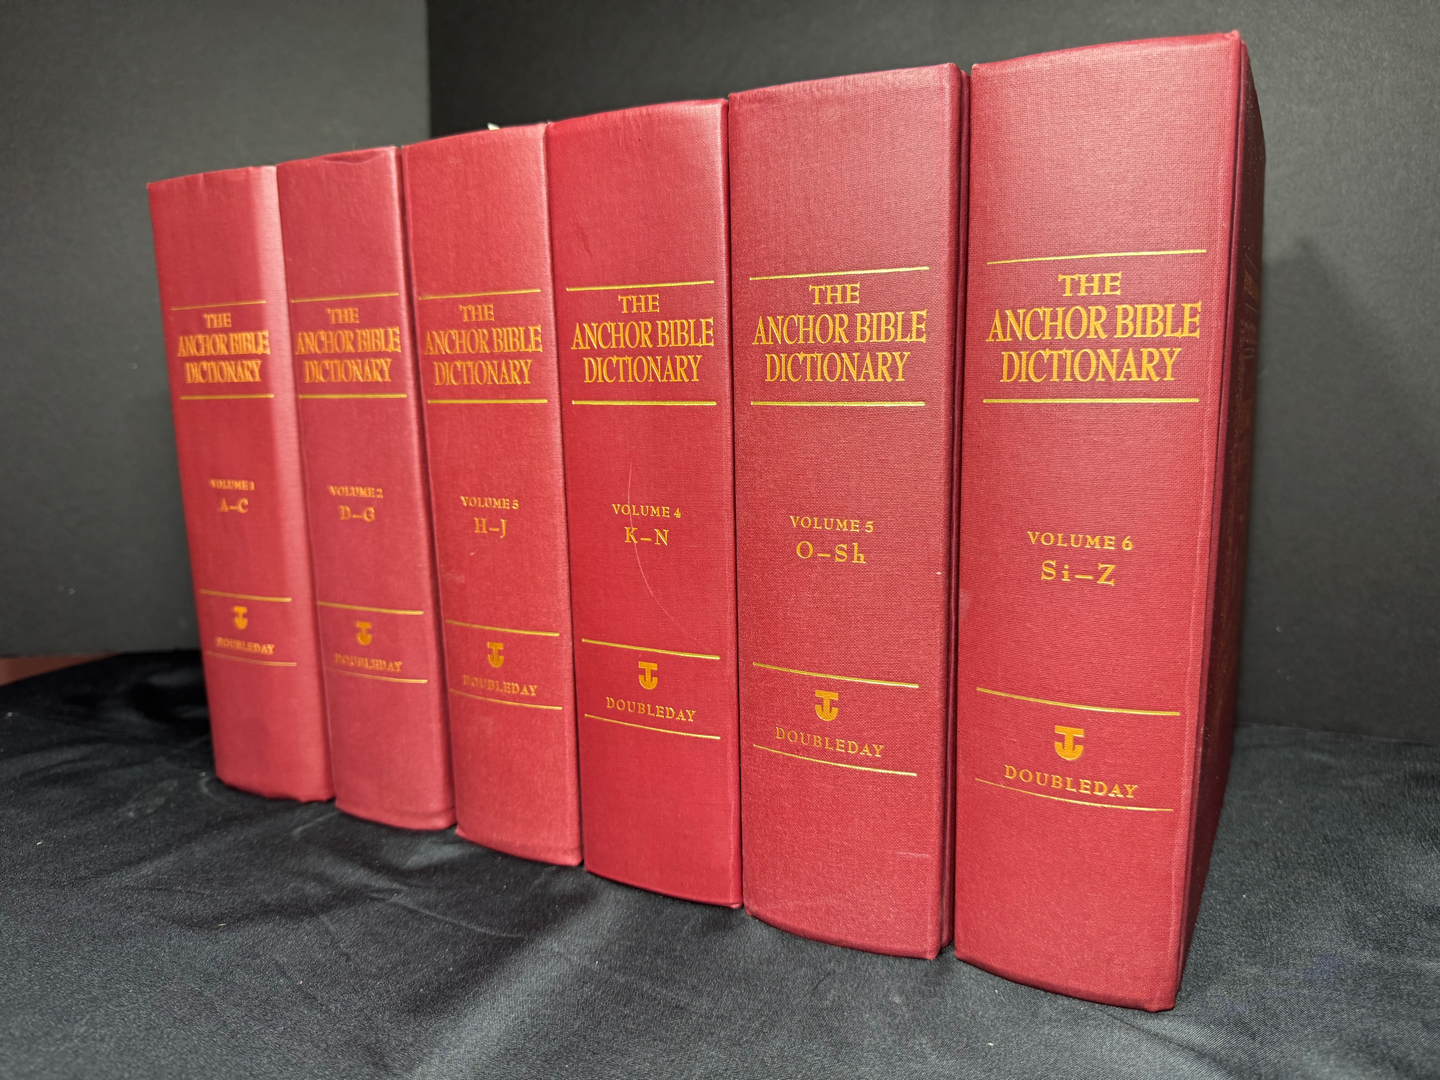 THE
ANCHOR BIBLE
DICTIONARY
VOLUME 1
A–C
DOUBLEDAY
THE
ANCHOR BIBLE
DICTIONARY
VOLUME 2
D–G
DOUBLEDAY
THE
ANCHOR BIBLE
DICTIONARY
VOLUME 3
H–J
DOUBLEDAY
THE
ANCHOR BIBLE
DICTIONARY
VOLUME 4
K–N
DOUBLEDAY
THE
ANCHOR BIBLE
DICTIONARY
VOLUME 5
O–Sh
DOUBLEDAY
THE
ANCHOR BIBLE
DICTIONARY
VOLUME 6
Si–Z
DOUBLEDAY